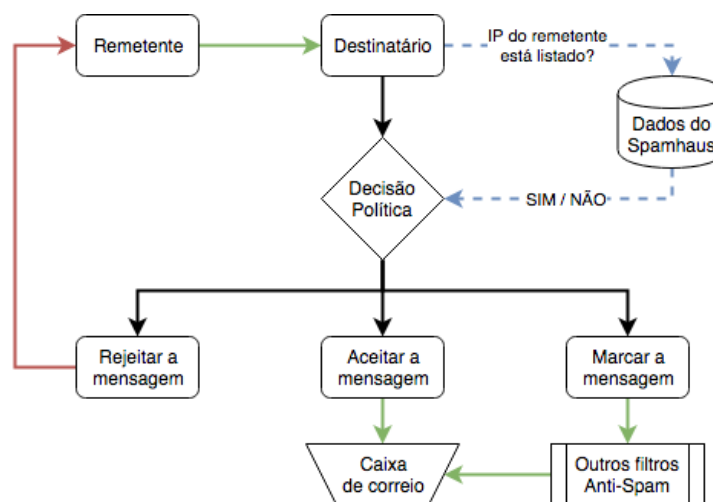 Remetente
Destinatário
IP do remetente
está listado?
Dados do
Spamhaus
Decisão
Política
SIM / NÃO
Rejeitar a
mensagem
Aceitar a
mensagem
Marcar a
mensagem
Caixa
de correio
Outros filtros
Anti-Spam